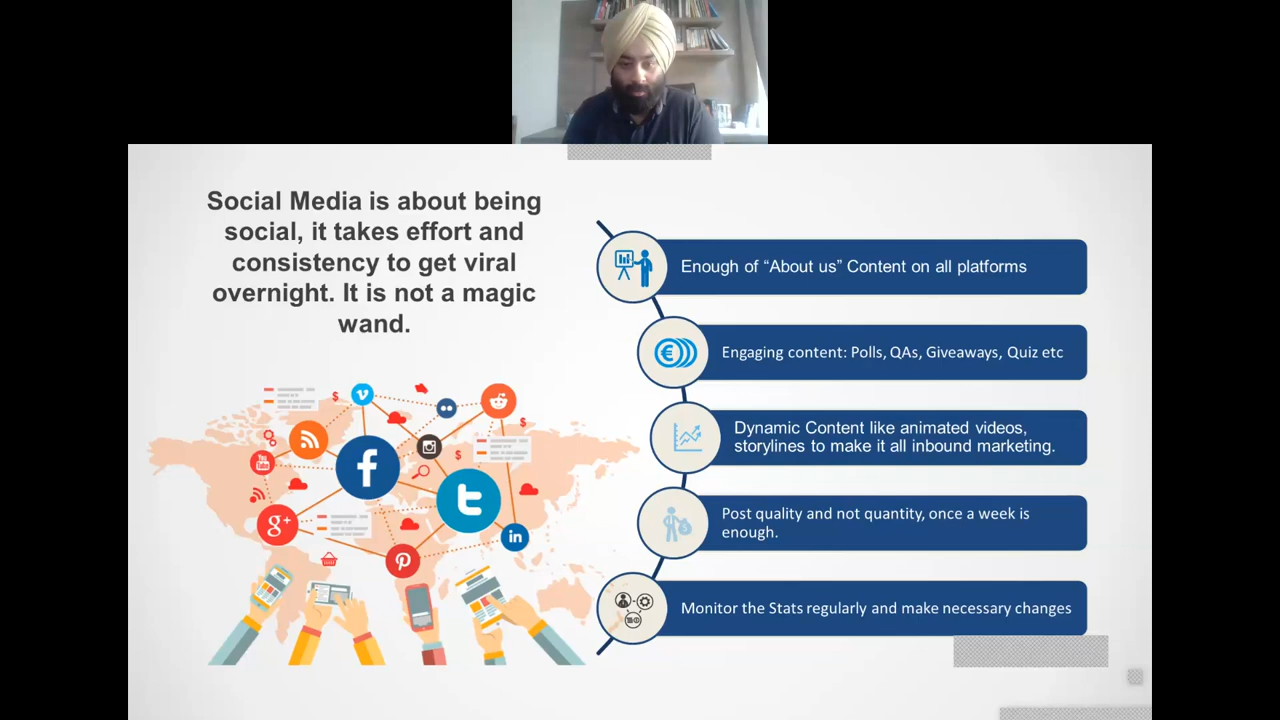 Social Media is about being
social, it takes effort and
consistency to get viral
overnight. It is not a magic
wand.
Enough of “About us” Content on all platforms
Engaging content: Polls, QAs, Giveaways, Quiz etc
Dynamic Content like animated videos,
storylines to make it all inbound marketing.
Post quality and not quantity, once a week is
enough.
Monitor the Stats regularly and make necessary changes
You
Tube
g+
f
t
in